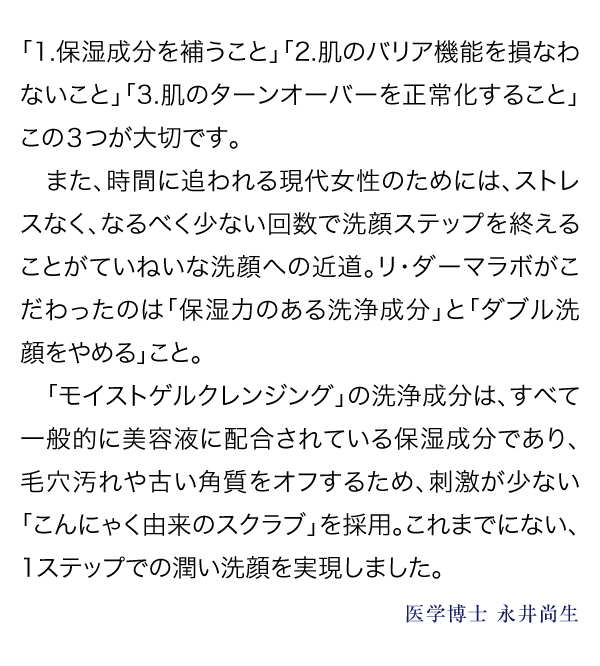 「1.保湿成分を補うこと」「2.肌のバリア機能を損なわ
ないこと」「3.肌のターンオーバーを正常化すること」
この3つが大切です。
　また、時間に追われる現代女性のためには、ストレ
スなく、なるべく少ない回数で洗顔ステップを終える
ことがていねいな洗顔への近道。リ・ダーマラボがこ
だわったのは「保湿力のある洗浄成分」と「ダブル洗
顔をやめる」こと。
　「モイストゲルクレンジング」の洗浄成分は、すべて
一般的に美容液に配合されている保湿成分であり、
毛穴汚れや古い角質をオフするため、刺激が少ない
「こんにゃく由来のスクラブ」を採用。これまでにない、
1ステップでの潤い洗顔を実現しました。
医学博士 永井尚生